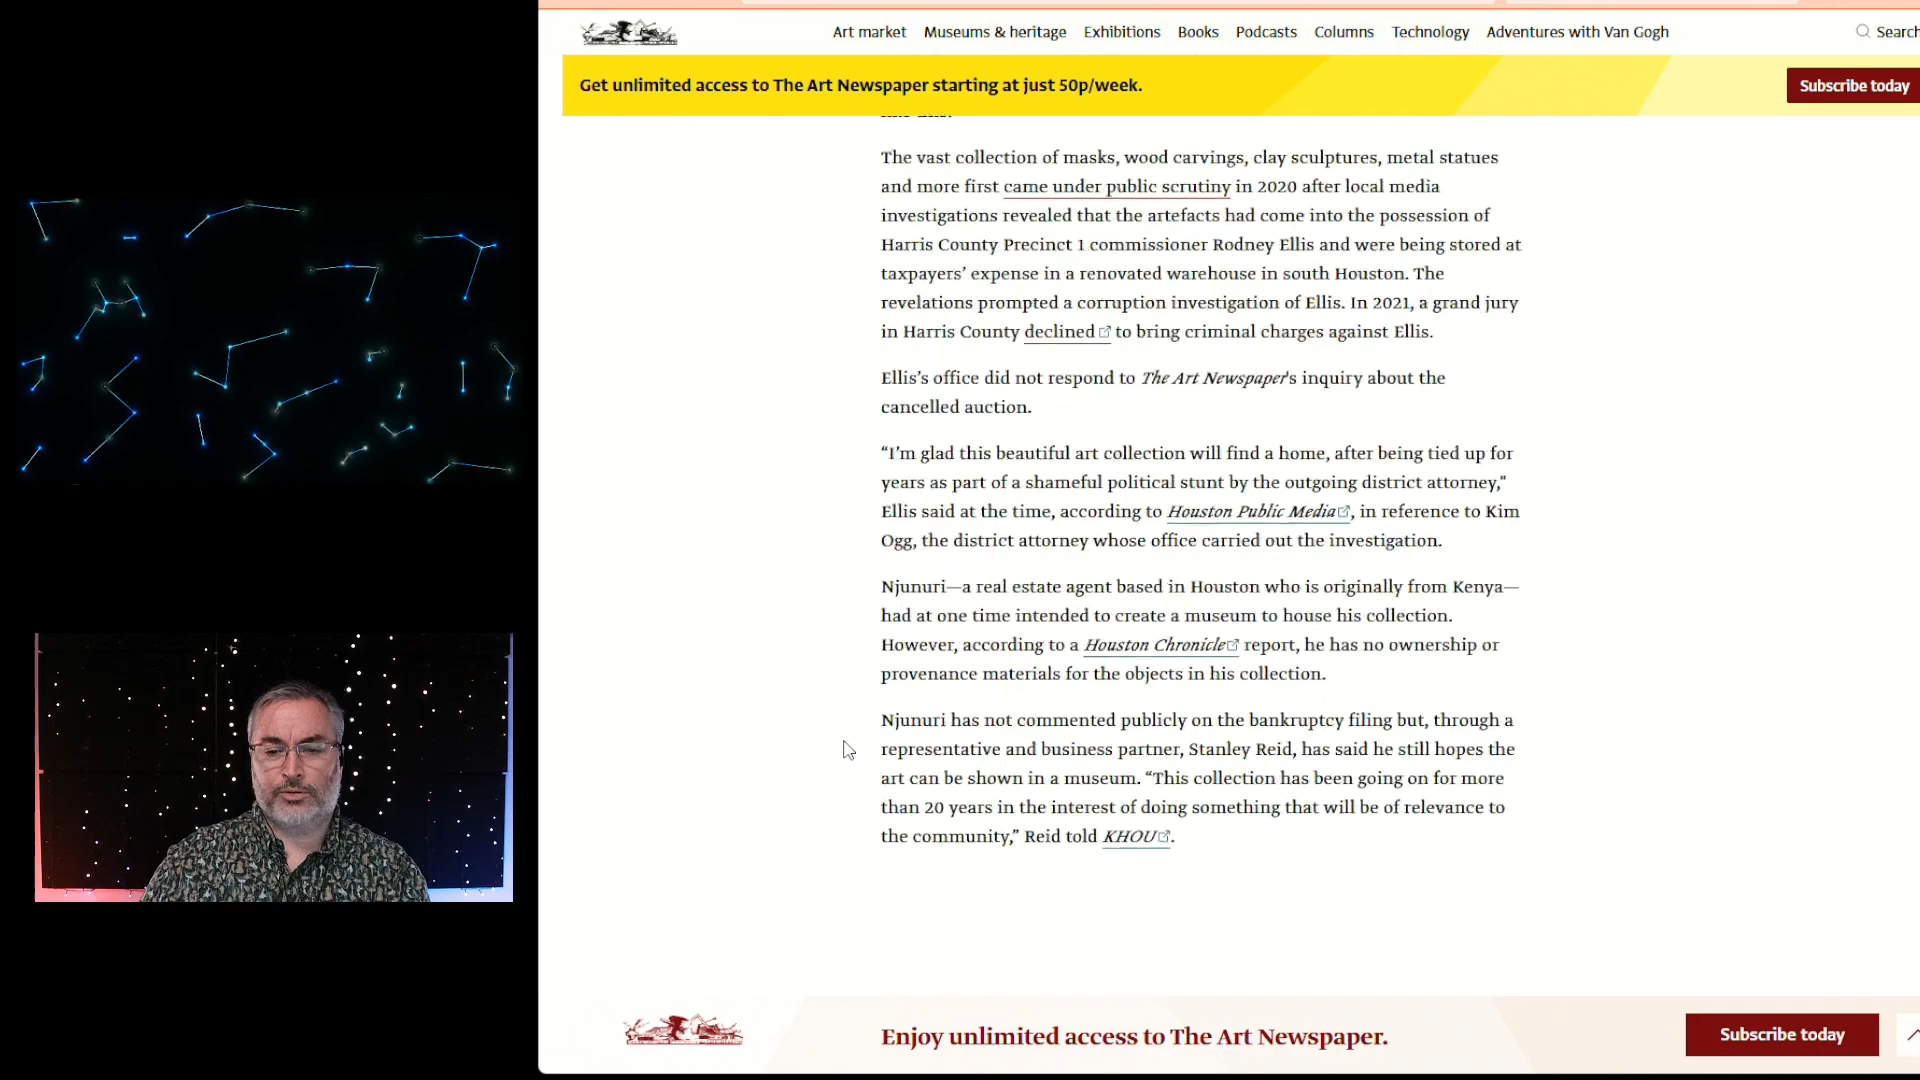 Art market Museums & heritage Exhibitions Books Podcasts Columns Technology Adventures with Van Gogh Search
Get unlimited access to The Art Newspaper starting at just 50p/week.
Subscribe today
The vast collection of masks, wood carvings, clay sculptures, metal statues
and more first came under public scrutiny in 2020 after local media
investigations revealed that the artefacts had come into the possession of
Harris County Precinct 1 commissioner Rodney Ellis and were being stored at
taxpayers’ expense in a renovated warehouse in south Houston. The
revelations prompted a corruption investigation of Ellis. In 2021, a grand jury
in Harris County declined to bring criminal charges against Ellis.
Ellis’s office did not respond to The Art Newspaper's inquiry about the
cancelled auction.
“I’m glad this beautiful art collection will find a home, after being tied up for
years as part of a shameful political stunt by the outgoing district attorney,"
Ellis said at the time, according to Houston Public Media, in reference to Kim
Ogg, the district attorney whose office carried out the investigation.
Njunuri—a real estate agent based in Houston who is originally from Kenya—
had at one time intended to create a museum to house his collection.
However, according to a Houston Chronicle report, he has no ownership or
provenance materials for the objects in his collection.
Njunuri has not commented publicly on the bankruptcy filing but, through a
representative and business partner, Stanley Reid, has said he still hopes the
art can be shown in a museum. “This collection has been going on for more
than 20 years in the interest of doing something that will be of relevance to
the community,” Reid told KHOU.
Enjoy unlimited access to The Art Newspaper.
Subscribe today